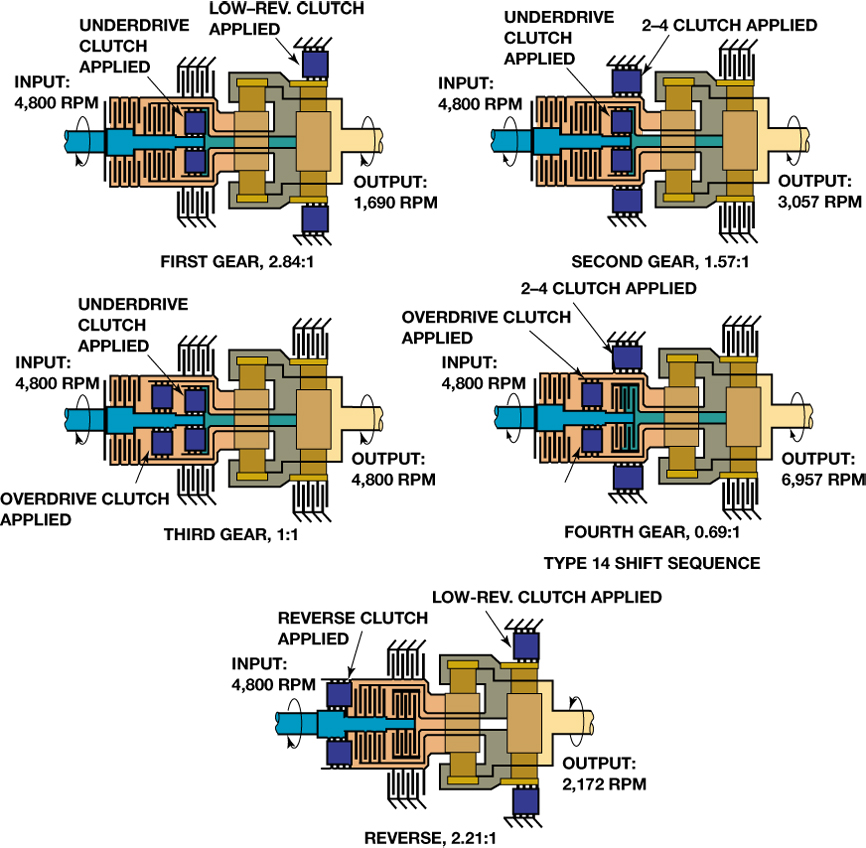 LOW–REV. CLUTCH
APPLIED
UNDERDRIVE
CLUTCH
APPLIED
INPUT:
4,800 RPM
OUTPUT:
1,690 RPM
FIRST GEAR, 2.84:1
UNDERDRIVE
CLUTCH
APPLIED
2–4 CLUTCH APPLIED
INPUT:
4,800 RPM
OUTPUT:
3,057 RPM
SECOND GEAR, 1.57:1
UNDERDRIVE
CLUTCH
APPLIED
INPUT:
4,800 RPM
OUTPUT:
4,800 RPM
OVERDRIVE CLUTCH
APPLIED
THIRD GEAR, 1:1
2–4 CLUTCH APPLIED
OVERDRIVE CLUTCH
APPLIED
INPUT:
4,800 RPM
OUTPUT:
6,957 RPM
FOURTH GEAR, 0.69:1
TYPE 14 SHIFT SEQUENCE
LOW-REV. CLUTCH APPLIED
REVERSE CLUTCH
APPLIED
INPUT:
4,800 RPM
OUTPUT:
2,172 RPM
REVERSE, 2.21:1